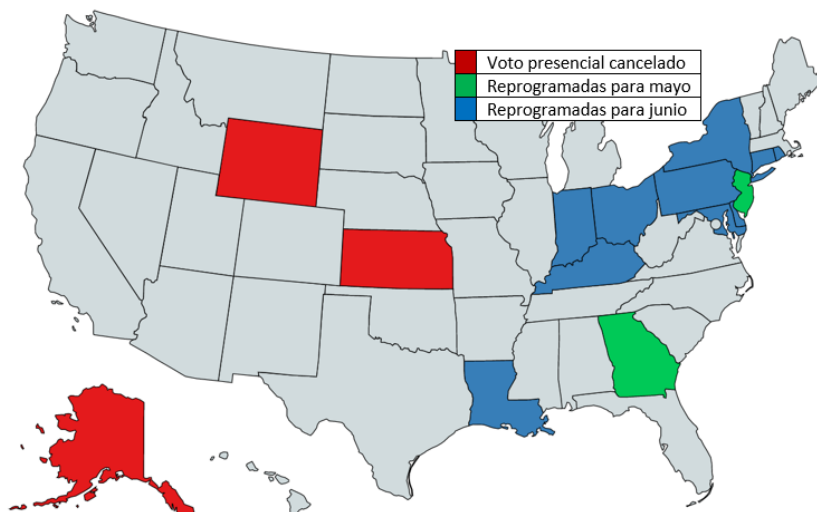 Voto presencial cancelado
Reprogramadas para mayo
Reprogramadas para junio